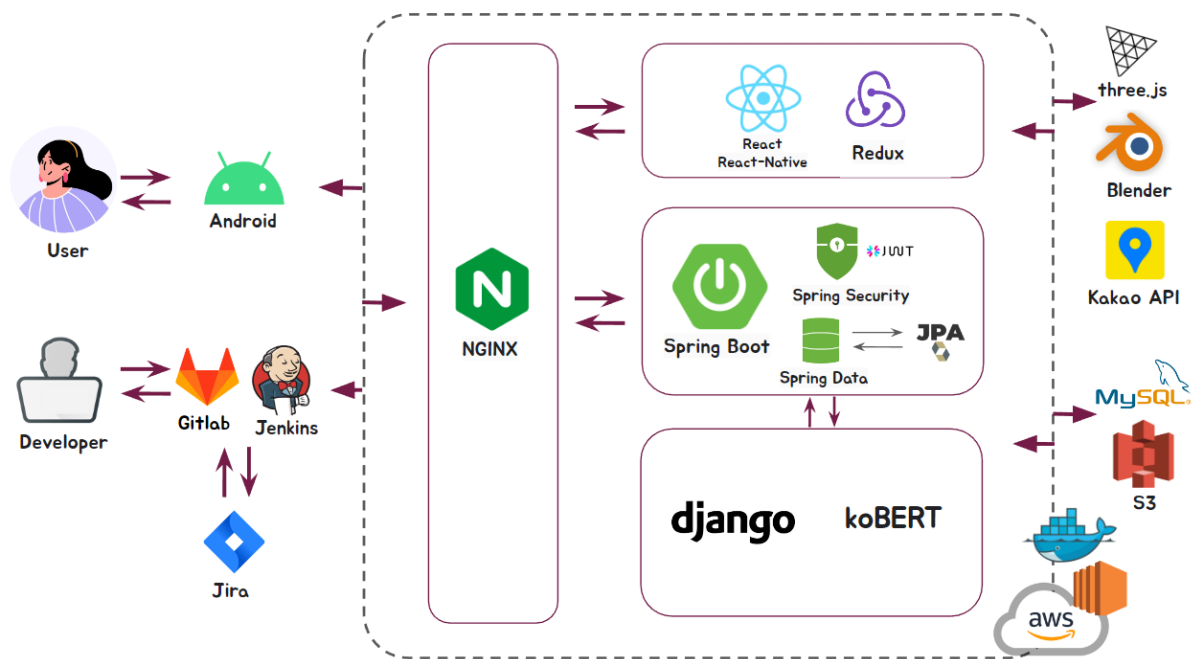 User
Android
Developer
Gitlab
Jenkins
Jira
N
NGINX
React
React-Native
Redux
Spring Boot
JWT
Spring Security
JPA
Spring Data
django
koBERT
three.js
Blender
Kakao API
MySQL
S3
aws